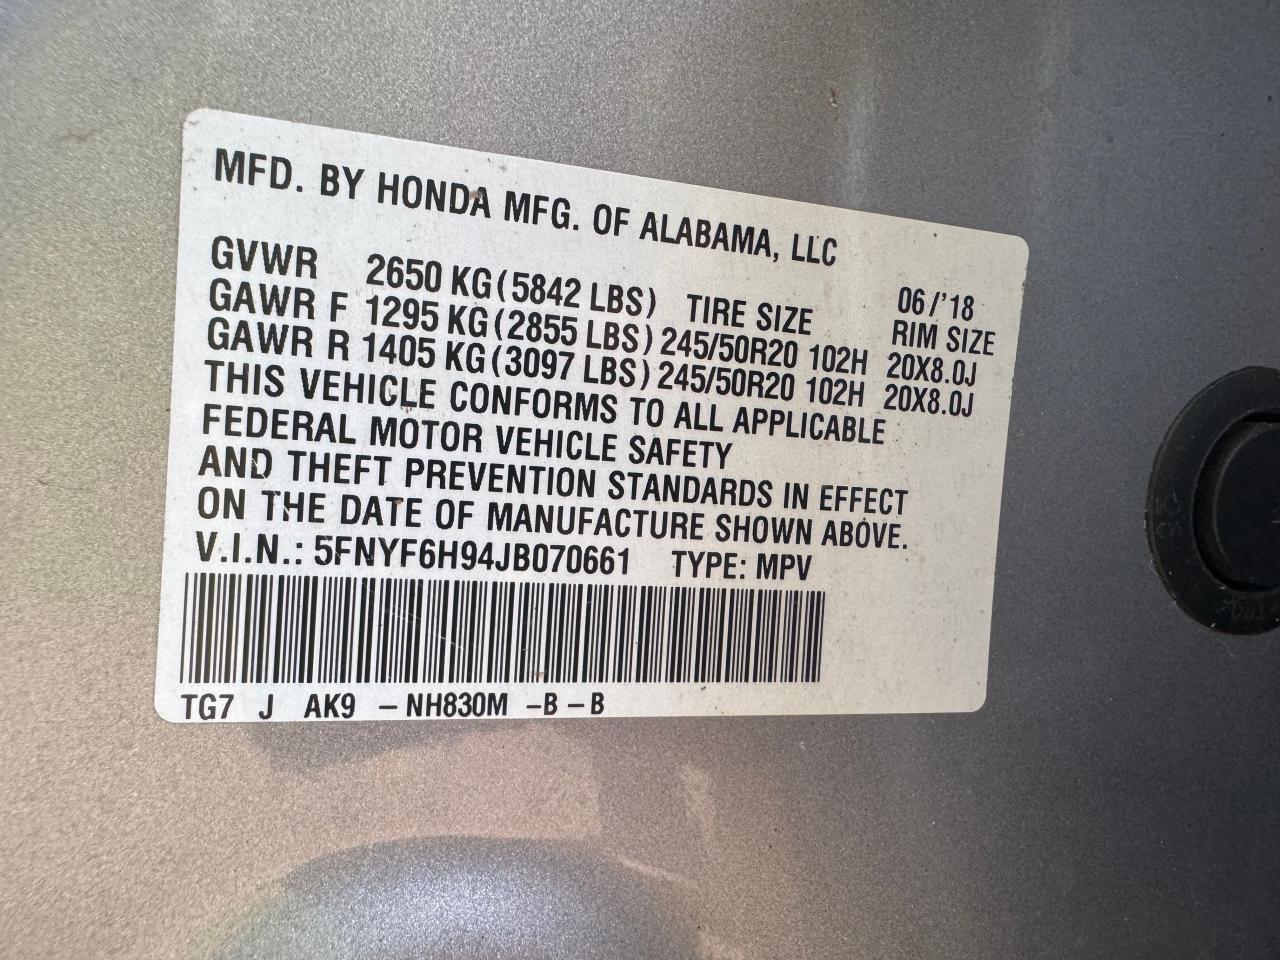 MFD. BY HONDA MFG. OF ALABAMA, LLC
06/'18
GVWR 2650 KG(5842 LBS) TIRE SIZE RIM SIZE
GAWR F 1295 KG(2855 LBS) 245/50R20 102H 20X8.0J
GAWR R 1405 KG(3097 LBS) 245/50R20 102H 20X8.0J
THIS VEHICLE CONFORMS TO ALL APPLICABLE
FEDERAL MOTOR VEHICLE SAFETY
AND THEFT PREVENTION STANDARDS IN EFFECT
ON THE DATE OF MANUFACTURE SHOWN ABOVE.
V.I.N.: 5FNYF6H94JB070661 TYPE: MPV
TG7 J AK9 – NH830M –B – B